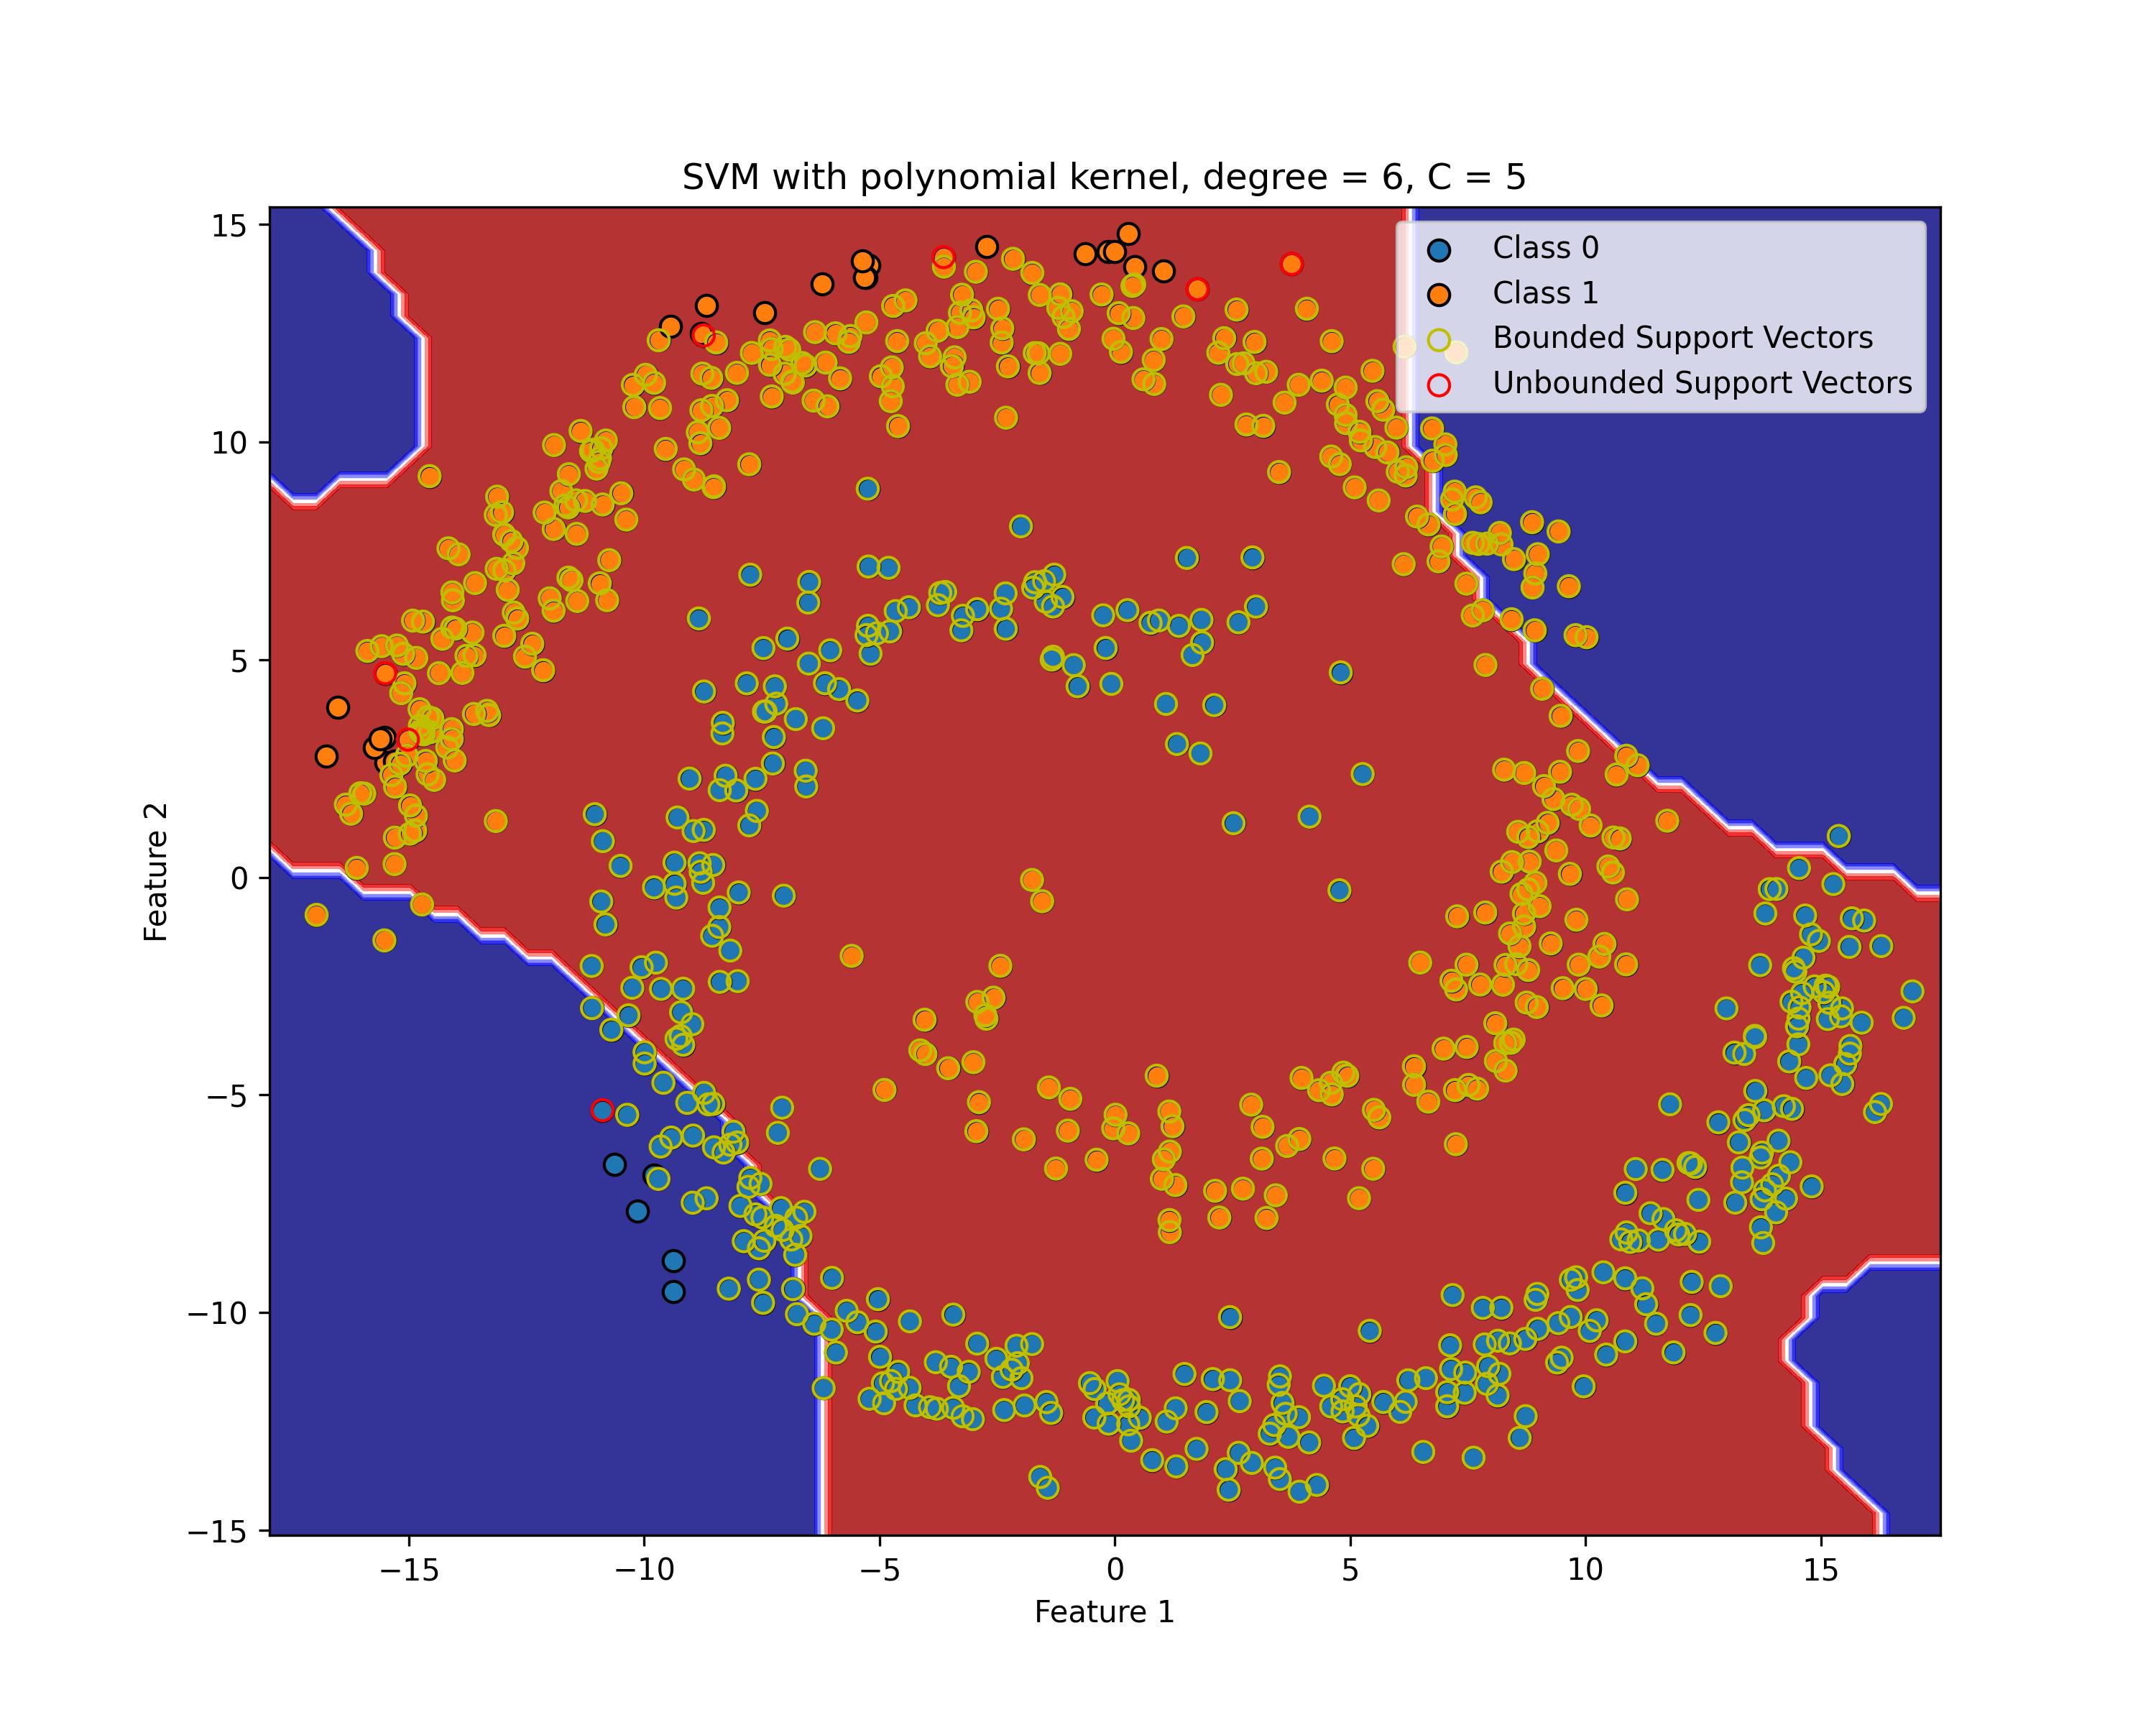 SVM with polynomial kernel, degree = 6, C = 5
Class 0
Class 1
Bounded Support Vectors
Unbounded Support Vectors
15
10
5
0
−5
−10
−15
Feature 2
−15 −10 −5 0 5 10 15
Feature 1